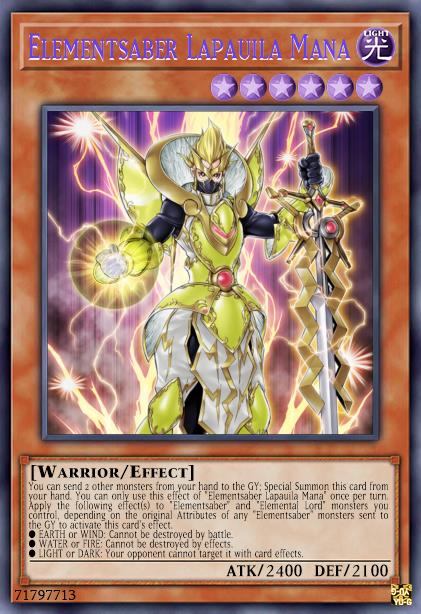 Elementsaber Lapauila Mana
LIGHT
光
[Warrior/Effect]
You can send 2 other monsters from your hand to the GY; Special Summon this card from
your hand. You can only use this effect of "Elementsaber Lapauila Mana" once per turn.
Apply the following effect(s) to "Elementsaber" and "Elemental Lord" monsters you
control, depending on the original Attributes of any "Elementsaber" monsters sent to
the GY to activate this card's effect.
● EARTH or WIND: Cannot be destroyed by battle.
● WATER or FIRE: Cannot be destroyed by effects.
● LIGHT or DARK: Your opponent cannot target it with card effects.
ATK/2400 DEF/2100
71797713